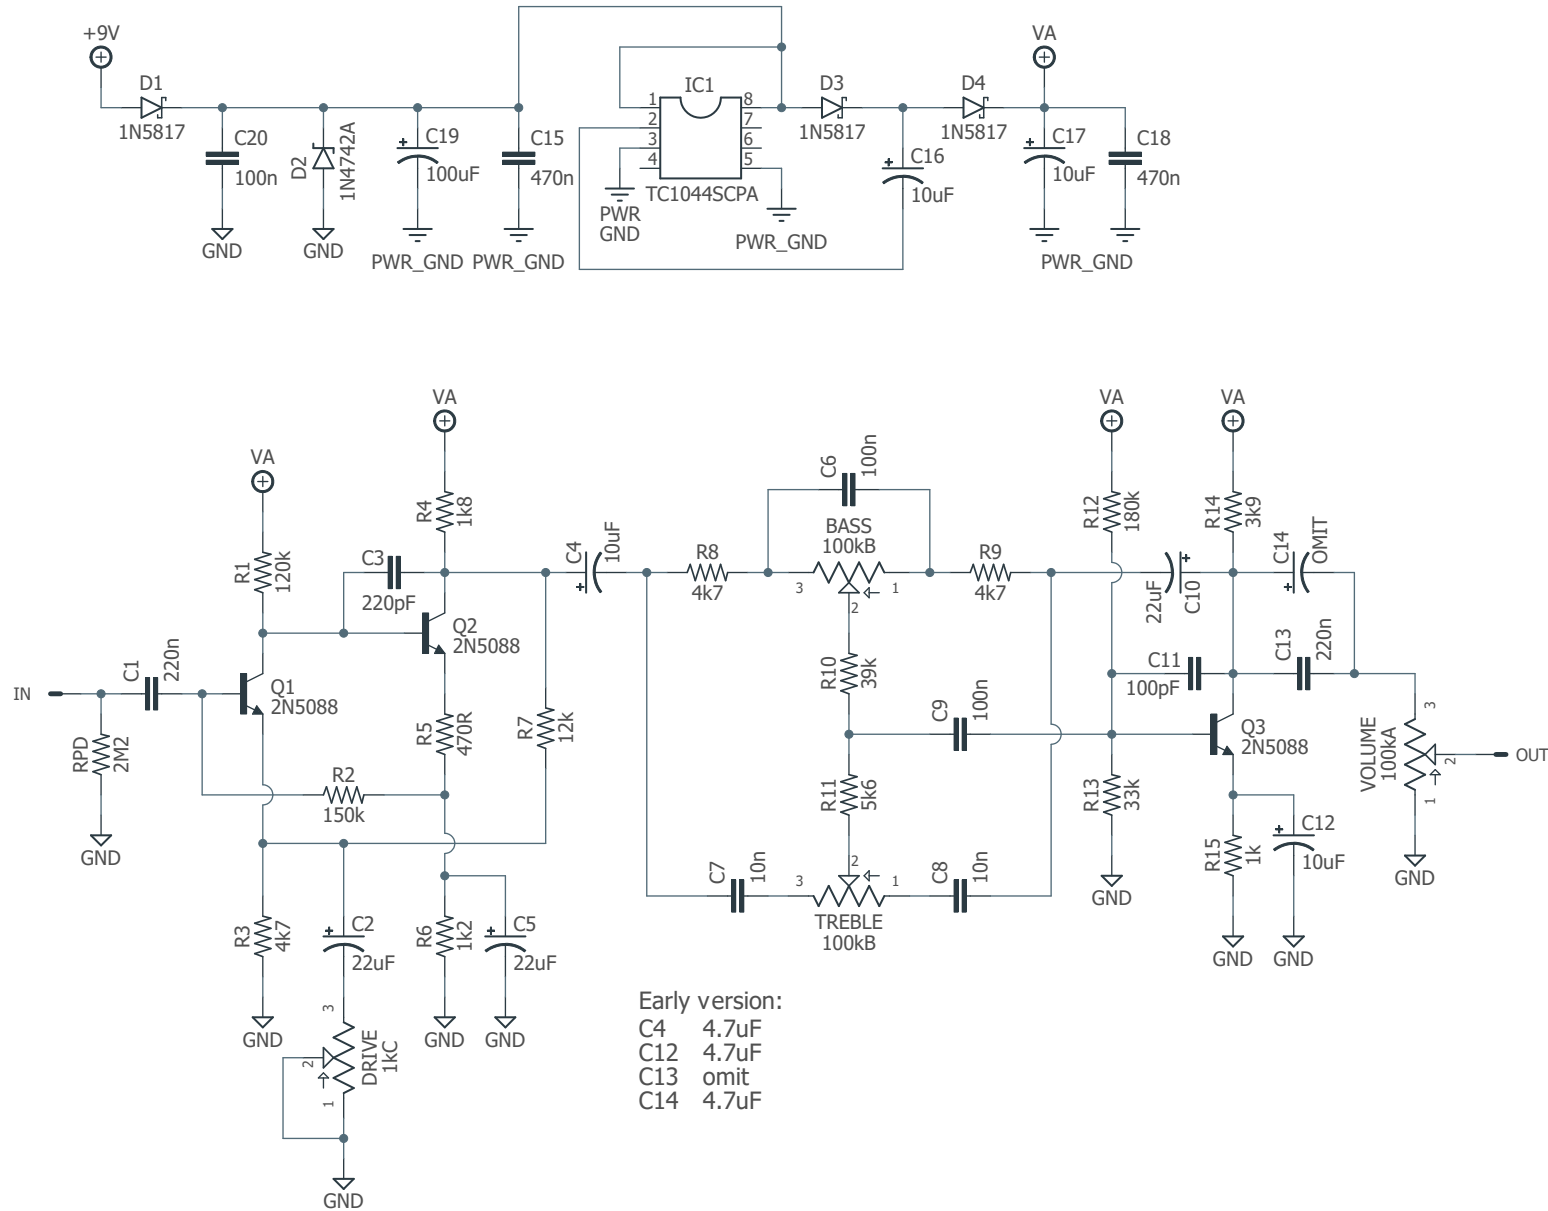 +9V
D1
1N5817
C20
100n
GND
D2
1N4742A
GND
C19
100uF
PWR_GND
C15
470n
PWR_GND
IC1
1
2
3
4
8
7
6
5
TC1044SCPA
PWR
GND
PWR_GND
D3
1N5817
C16
10uF
D4
1N5817
VA
C17
10uF
C18
470n
PWR_GND
IN
RPD
2M2
GND
C1
220n
VA
R1
120k
Q1
2N5088
C3
220pF
VA
R4
1k8
Q2
2N5088
R5
470R
R2
150k
R7
12k
R3
4k7
GND
C2
22uF
3
2
1
DRIVE
1kC
GND
R6
1k2
GND
C5
22uF
GND
C4
10uF
R8
4k7
C6
100n
BASS
100kB
3
2
1
R9
4k7
R10
39k
R11
5k6
C9
100n
C7
10n
3
2
1
TREBLE
100kB
C8
10n
VA
R12
180k
R13
33k
GND
VA
R14
3k9
22uF
C10
C14
OMIT
C11
100pF
C13
220n
Q3
2N5088
R15
1k
GND
C12
10uF
GND
VOLUME
100kA
3
2
1
GND
OUT
Early version:
C4 4.7uF
C12 4.7uF
C13 omit
C14 4.7uF